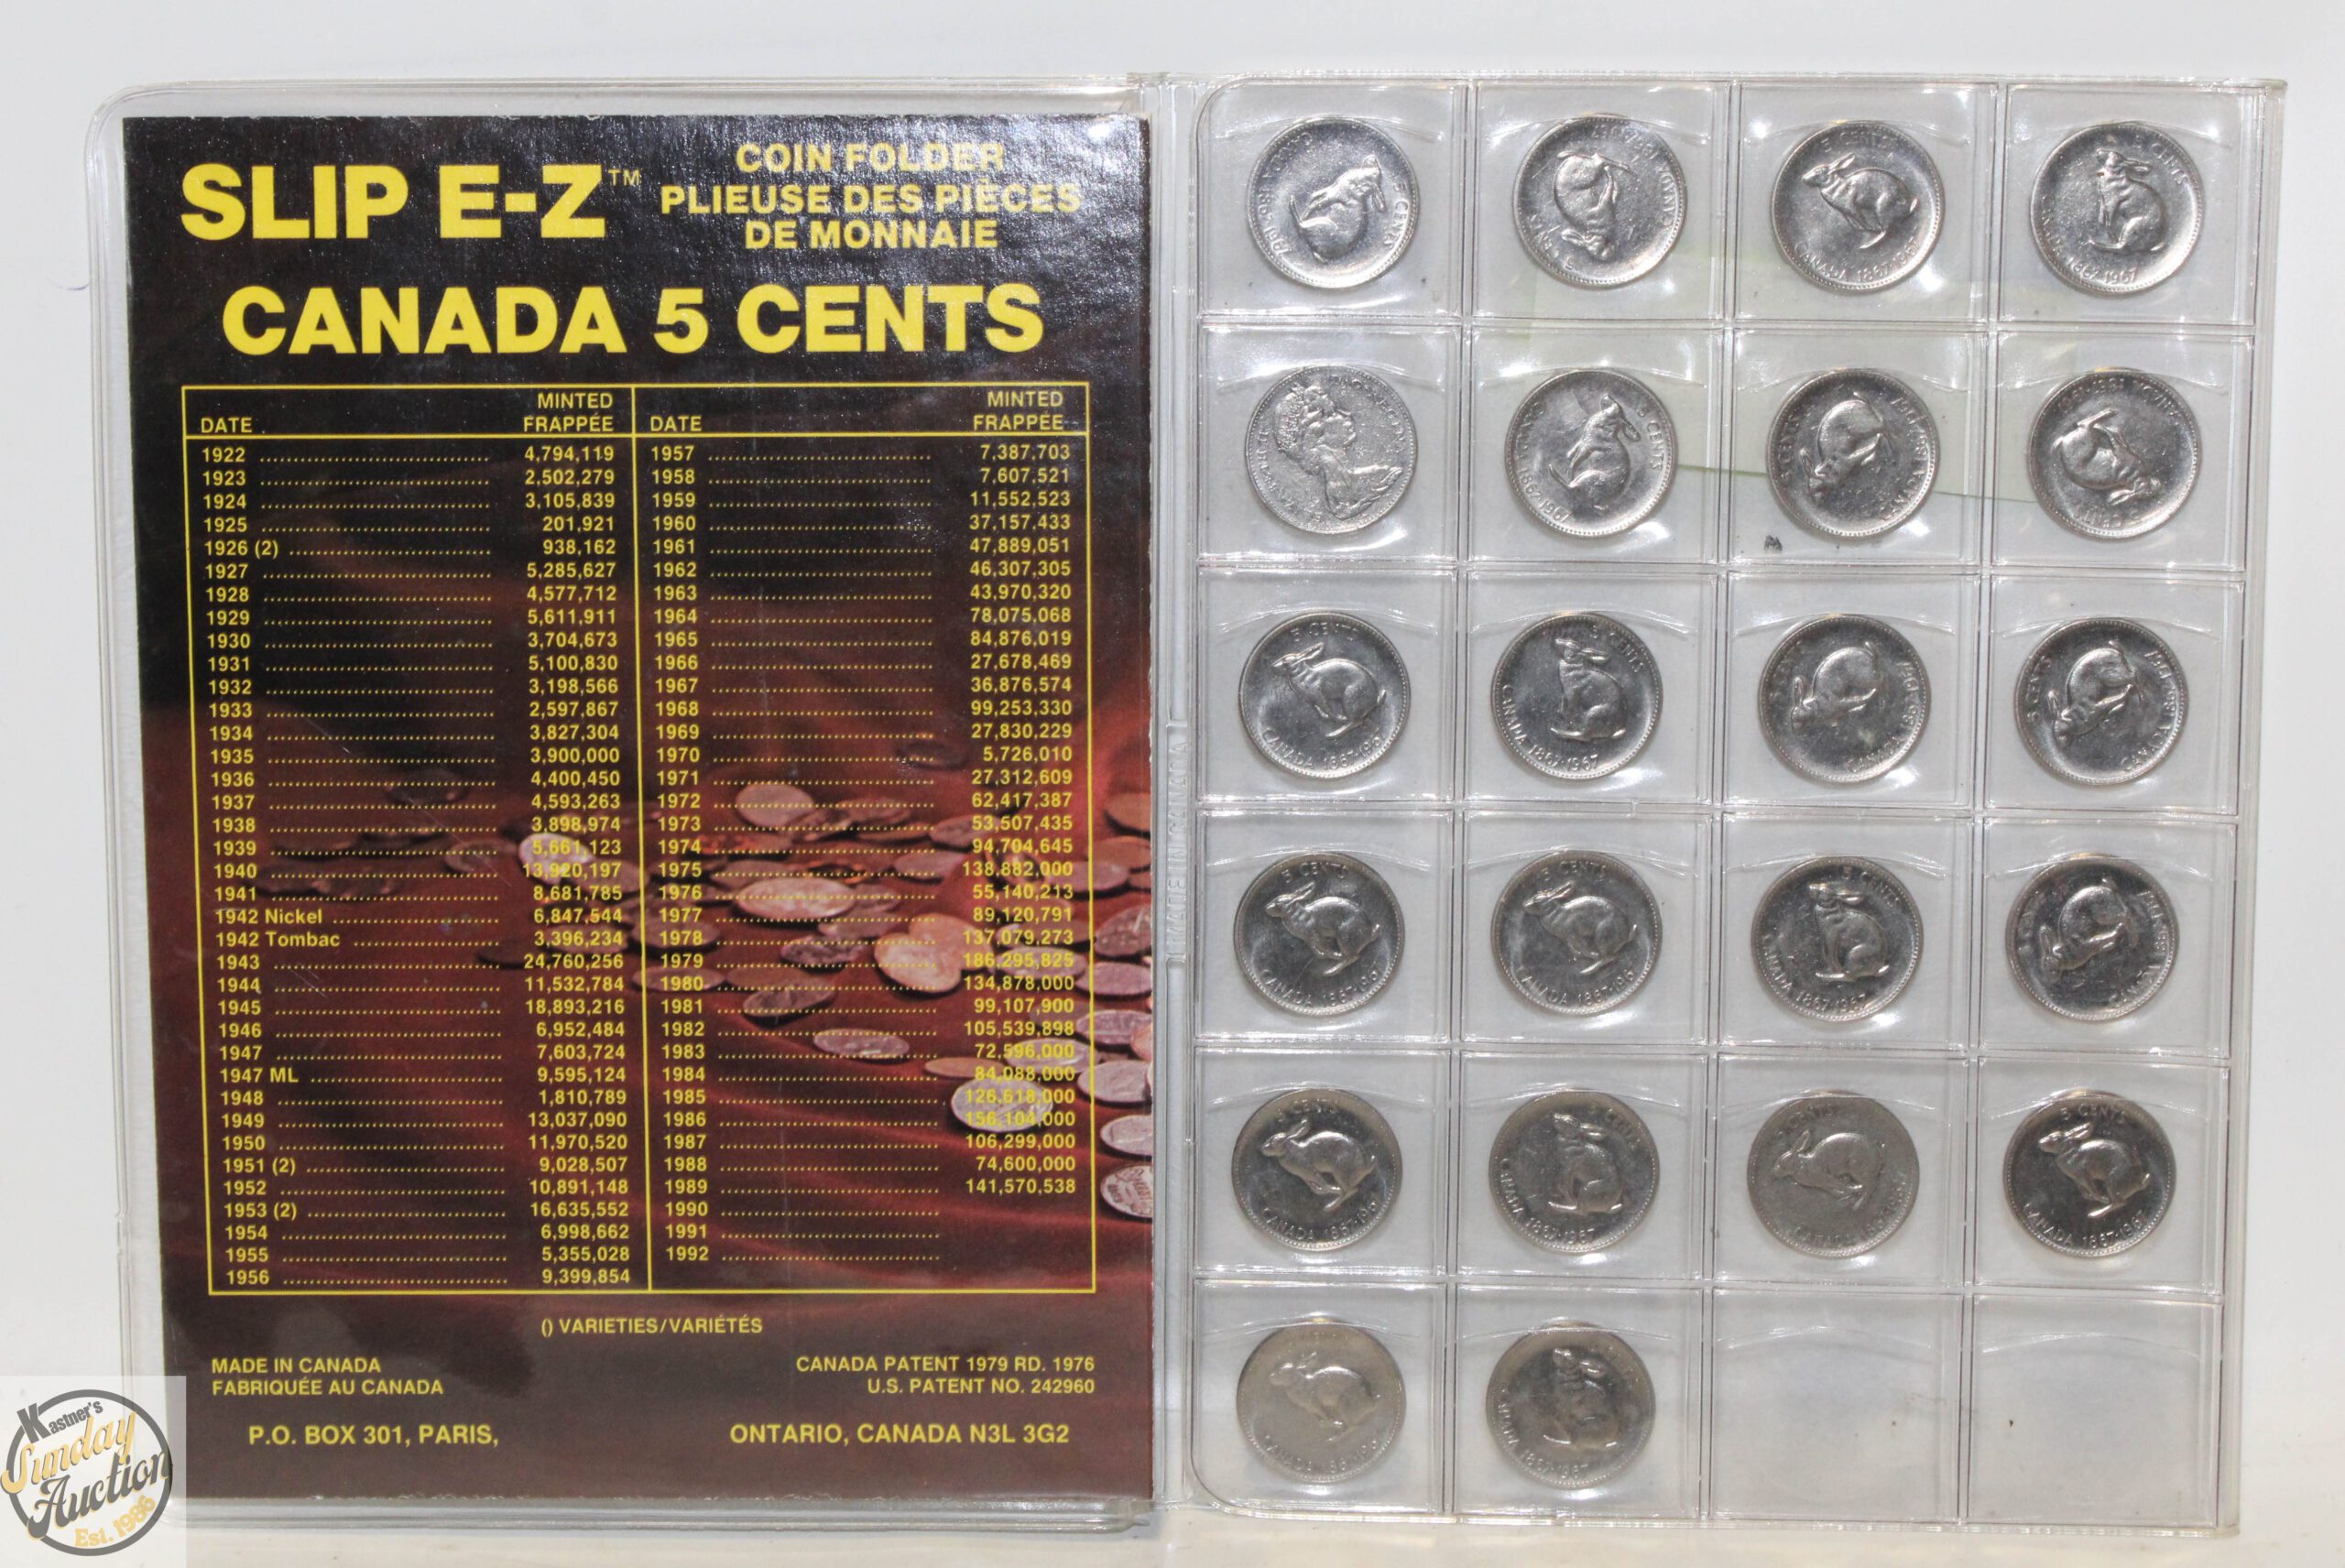 SLIP E-Z™
COIN FOLDER
PLIEUSE DES PIÈCES
DE MONNAIE
CANADA 5 CENTS
DATE MINTED FRAPPÉE
1922 4,794,119
1923 2,502,279
1924 3,105,839
1925 201,921
1926 (2) 938,162
1927 5,285,627
1928 4,577,712
1929 5,611,911
1930 3,704,673
1931 5,100,830
1932 3,198,566
1933 2,597,867
1934 3,827,304
1935 3,900,000
1936 4,400,450
1937 4,593,263
1938 3,898,974
1939 5,661,123
1940 13,920,197
1941 8,681,785
1942 Nickel 6,847,544
1942 Tombac 3,396,234
1943 24,760,256
1944 11,532,784
1945 18,893,216
1946 6,952,484
1947 7,603,724
1947 ML 9,595,124
1948 1,810,789
1949 13,037,090
1950 11,970,520
1951 (2) 9,028,507
1952 10,891,148
1953 (2) 16,635,552
1954 6,998,662
1955 5,355,028
1956 9,399,854
DATE MINTED FRAPPÉE
1957 7,387,703
1958 7,607.521
1959 11,552,523
1960 37,157,433
1961 47,889,051
1962 46,307,305
1963 43,970,320
1964 78,075,068
1965 84,876,019
1966 27,678,469
1967 36,876,574
1968 99,253,330
1969 27,830,229
1970 5,726,010
1971 27,312,609
1972 62,417,387
1973 53,507,435
1974 94,704,645
1975 138,882,000
1976 55,140,213
1977 89,120,791
1978 137,079,273
1979 186,295,825
1980 134,878,000
1981 99,107,900
1982 105,539,898
1983 72,596,000
1984 84,088,000
1985 126,618,000
1986 156,104,000
1987 106,299,000
1988 74,600,000
1989 141,570,538
1990
1991
1992
() VARIETIES/VARIÉTÉS
MADE IN CANADA
FABRIQUÉE AU CANADA
CANADA PATENT 1979 RD. 1976
U.S. PATENT NO. 242960
P.O. BOX 301, PARIS, ONTARIO, CANADA N3L 3G2
Kastner's
Sunday
Auction
Est. 1986
5 CENTS
CANADA 1867-1967